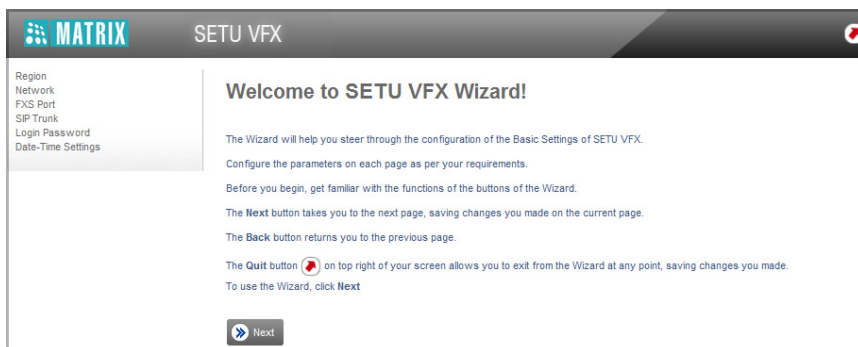 MATRIX
SETU VFX
Region
Network
FXS Port
SIP Trunk
Login Password
Date-Time Settings
Welcome to SETU VFX Wizard!
The Wizard will help you steer through the configuration of the Basic Settings of SETU VFX.
Configure the parameters on each page as per your requirements.
Before you begin, get familiar with the functions of the buttons of the Wizard.
The Next button takes you to the next page, saving changes you made on the current page.
The Back button returns you to the previous page.
The Quit button on top right of your screen allows you to exit from the Wizard at any point, saving changes you made.
To use the Wizard, click Next
Next